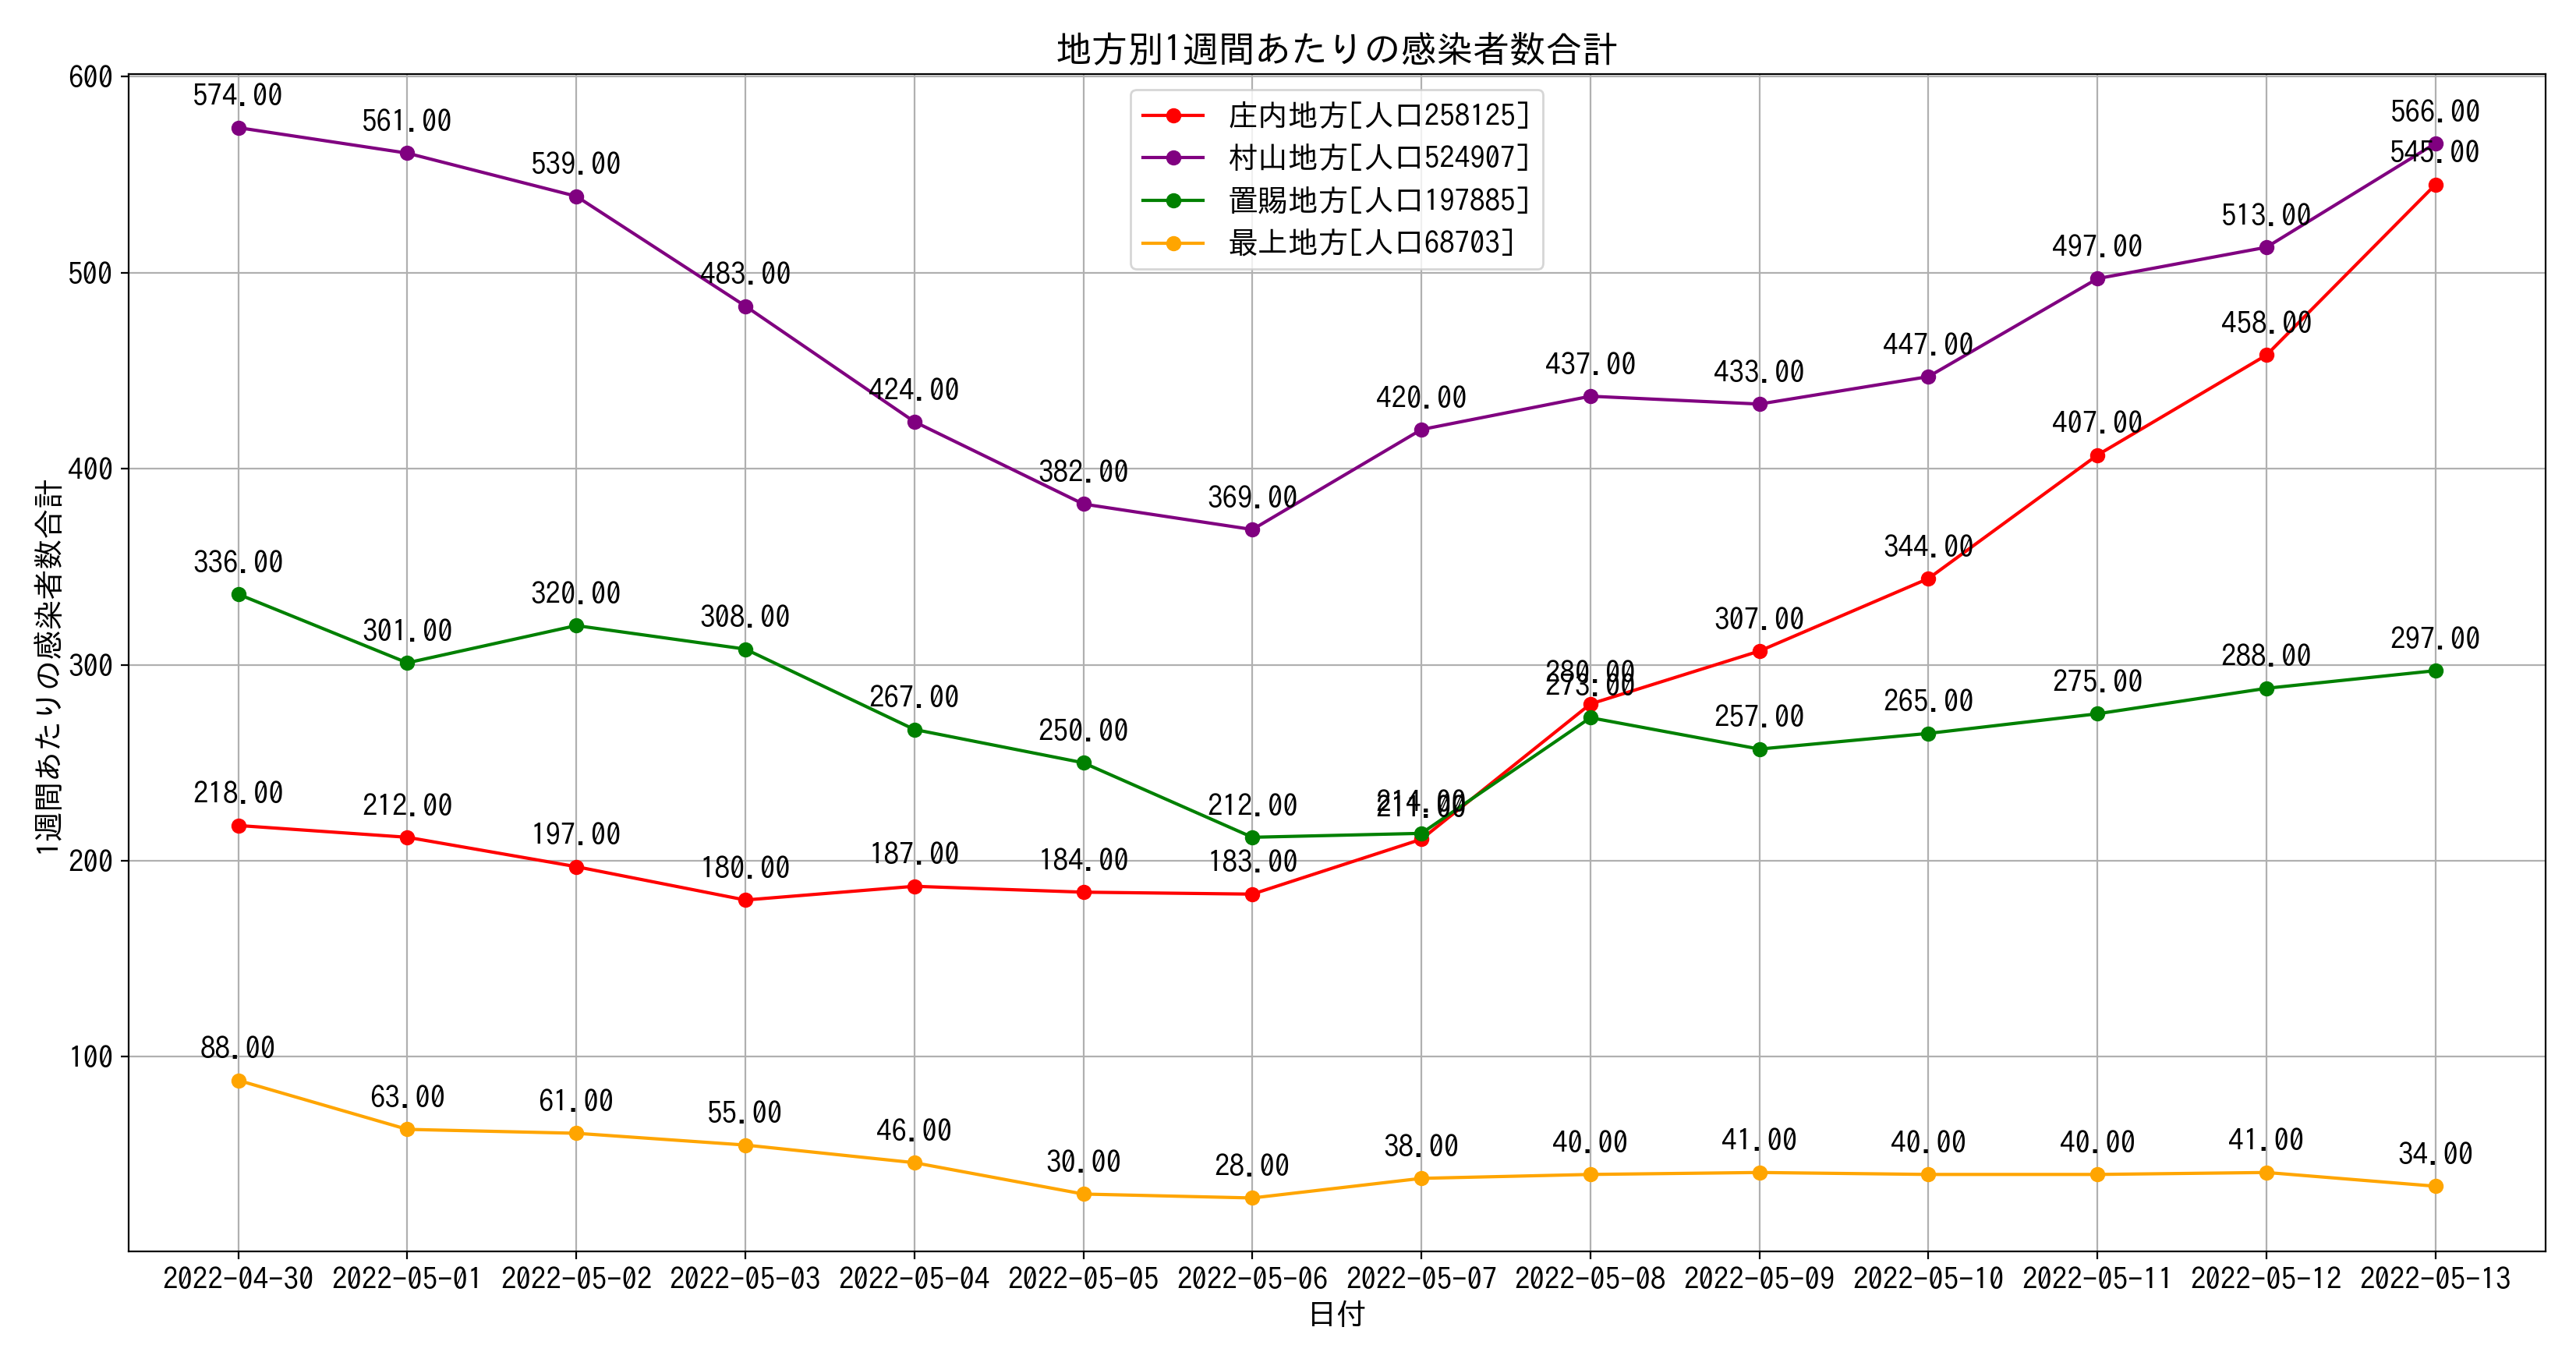 地方別1週間あたりの感染者数合計
600
500
400
300
200
100
1週間あたりの感染者数合計
庄内地方[人口258125]
村山地方[人口524907]
置賜地方[人口197885]
最上地方[人口68703]
574.00 561.00 539.00 483.00 424.00 382.00 369.00 420.00 437.00 433.00 447.00 497.00 513.00 566.00
336.00 301.00 320.00 308.00 267.00 250.00 212.00 214.00 273.00 257.00 265.00 275.00 288.00 297.00
218.00 212.00 197.00 180.00 187.00 184.00 183.00 211.00 280.00 307.00 344.00 407.00 458.00 545.00
88.00 63.00 61.00 55.00 46.00 30.00 28.00 38.00 40.00 41.00 40.00 40.00 41.00 34.00
2022-04-30 2022-05-01 2022-05-02 2022-05-03 2022-05-04 2022-05-05 2022-05-06 2022-05-07 2022-05-08 2022-05-09 2022-05-10 2022-05-11 2022-05-12 2022-05-13
日付